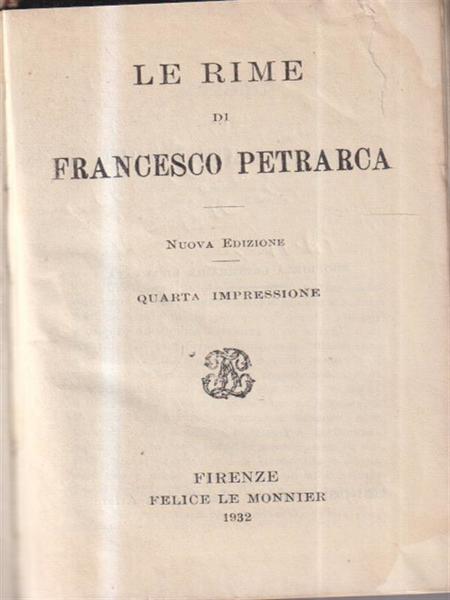 LE RIME
DI
FRANCESCO PETRARCA
NUOVA EDIZIONE
QUARTA IMPRESSIONE
FIRENZE
FELICE LE MONNIER
1932